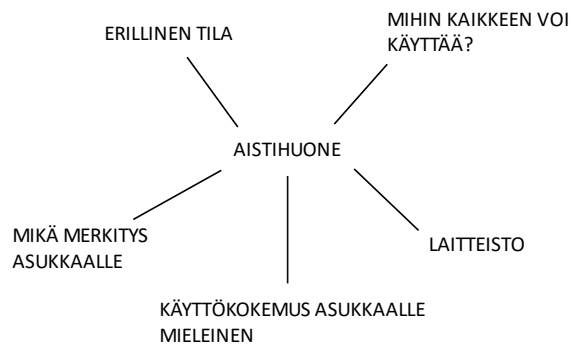 ERILLINEN TILA
MIHIN KAIKKEEN VOI
KÄYTTÄÄ?
AISTIHUONE
MIKÄ MERKITYS
ASUKKAALLE
LAITTEISTO
KÄYTTÖKOKEMUS ASUKKAALLE
MIELEINEN